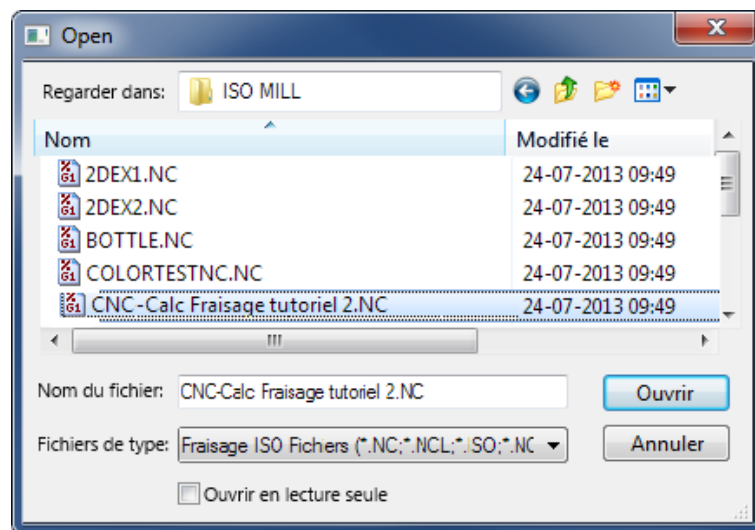 Open
Regarder dans: ISO MILL
Nom Modifié le
2DEX1.NC 24-07-2013 09:49
2DEX2.NC 24-07-2013 09:49
BOTTLE.NC 24-07-2013 09:49
COLORTESTNC.NC 24-07-2013 09:49
CNC-Calc Fraisage tutoriel 2.NC 24-07-2013 09:49
Nom du fichier: CNC-Calc Fraisage tutoriel 2.NC Ouvrir
Fichiers de type: Fraisage ISO Fichers (*.NC;*.NCL;*.ISO;*.NC Annuler
Ouvrir en lecture seule